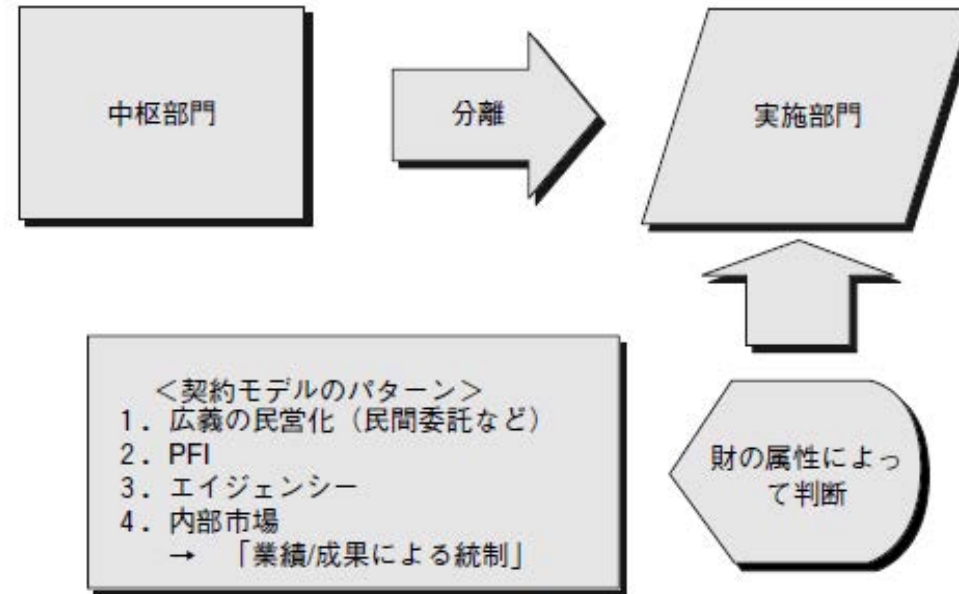 中枢部門
分離
実施部門
＜契約モデルのパターン＞
1．広義の民営化（民間委託など）
2．PFI
3．エイジェンシー
4．内部市場
→ 「業績/成果による統制」
財の属性によっ
て判断